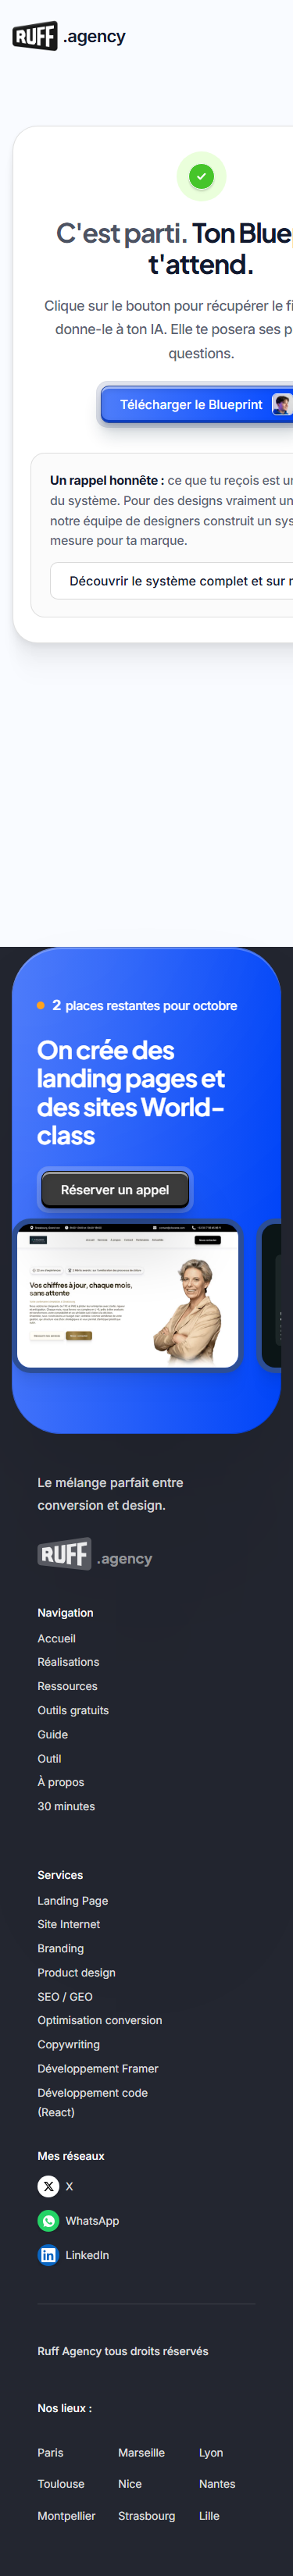 RUFF .agency
C'est parti. Ton Blue
t'attend.
Clique sur le bouton pour récupérer le fi
donne-le à ton IA. Elle te posera ses p
questions.
Télécharger le Blueprint
Un rappel honnête : ce que tu reçois est un
du système. Pour des designs vraiment un
notre équipe de designers construit un sys
mesure pour ta marque.
Découvrir le système complet et sur
2 places restantes pour octobre
On crée des
landing pages et
des sites World-
class
Réserver un appel
Vos chiffres à jour, chaque mois,
sans attente
Le mélange parfait entre
conversion et design.
RUFF .agency
Navigation
Accueil
Réalisations
Ressources
Outils gratuits
Guide
Outil
À propos
30 minutes
Services
Landing Page
Site Internet
Branding
Product design
SEO / GEO
Optimisation conversion
Copywriting
Développement Framer
Développement code
(React)
Mes réseaux
X
WhatsApp
LinkedIn
Ruff Agency tous droits réservés
Nos lieux :
Paris Marseille Lyon
Toulouse Nice Nantes
Montpellier Strasbourg Lille